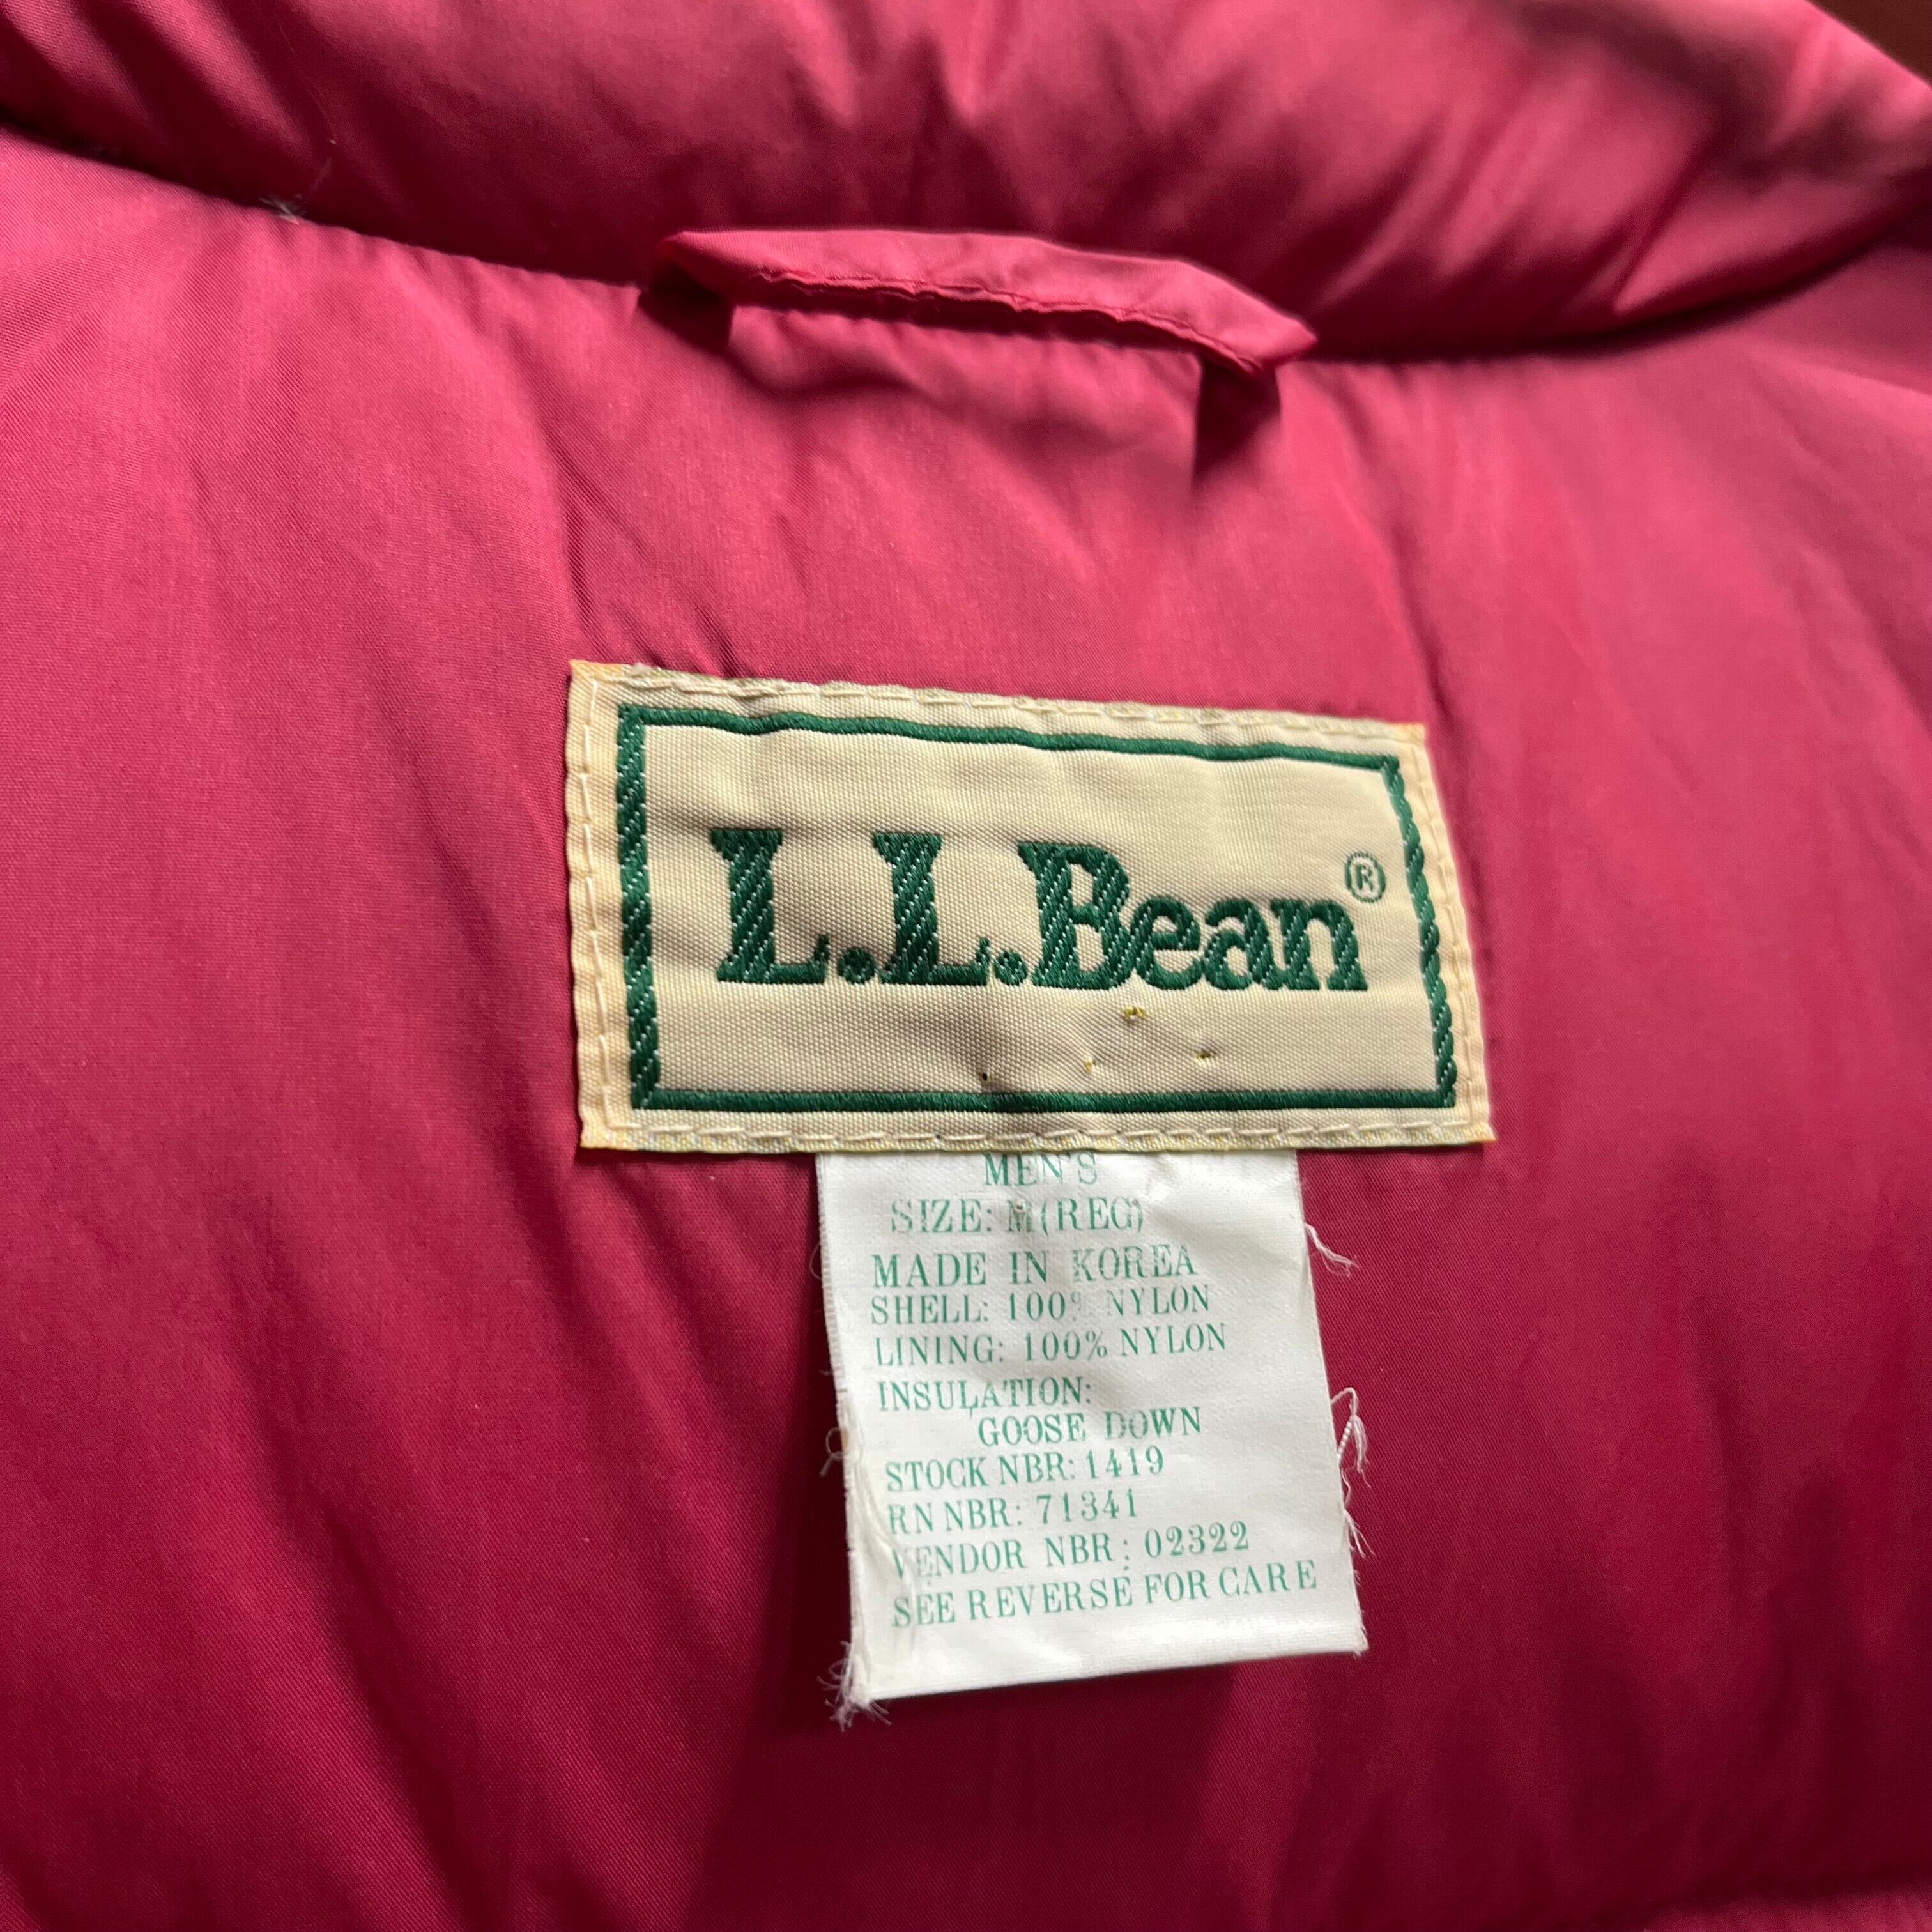 L.L.Bean®
MEN'S
SIZE: M(REG)
MADE IN KOREA
SHELL: 100% NYLON
LINING: 100% NYLON
INSULATION:
GOOSE DOWN
STOCK NBR: 1419
RN NBR: 71341
VENDOR NBR: 02322
SEE REVERSE FOR CARE